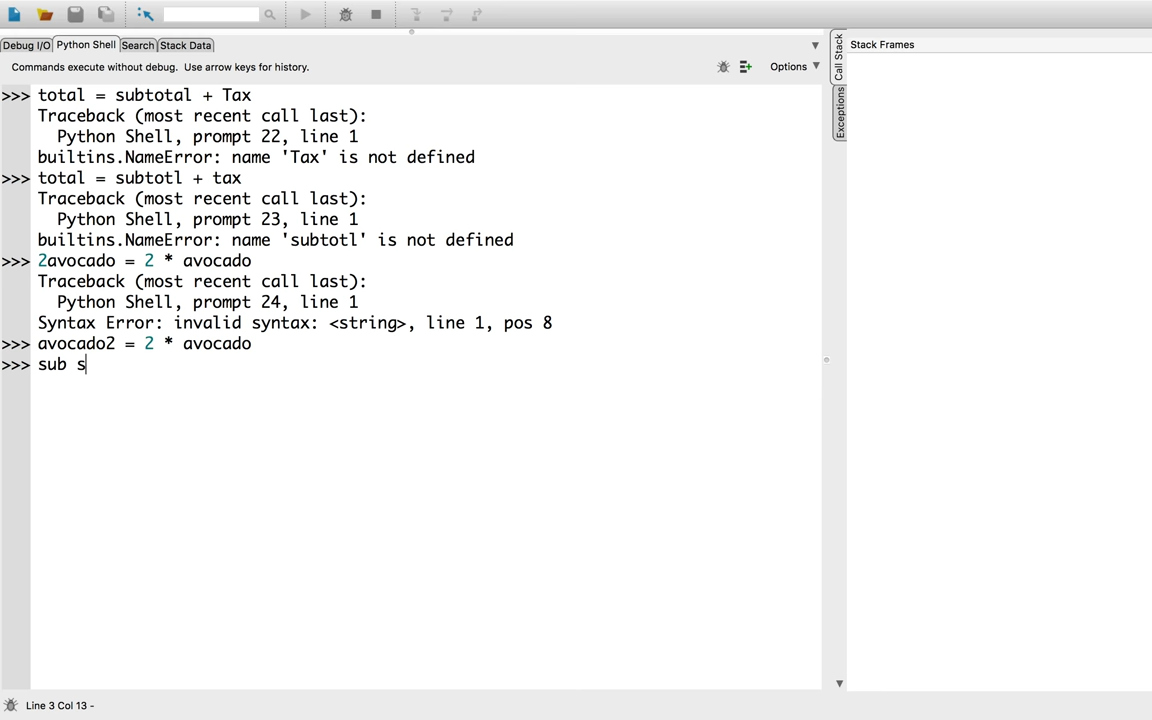 Debug I/O Python Shell Search Stack Data
Commands execute without debug. Use arrow keys for history.
Options
>>> total = subtotal + Tax
Traceback (most recent call last):
Python Shell, prompt 22, line 1
builtins.NameError: name 'Tax' is not defined
>>> total = subtotl + tax
Traceback (most recent call last):
Python Shell, prompt 23, line 1
builtins.NameError: name 'subtotl' is not defined
>>> 2avocado = 2 * avocado
Traceback (most recent call last):
Python Shell, prompt 24, line 1
Syntax Error: invalid syntax: <string>, line 1, pos 8
>>> avocado2 = 2 * avocado
>>> sub s
Call Stack
Exceptions
Stack Frames
Line 3 Col 13 -